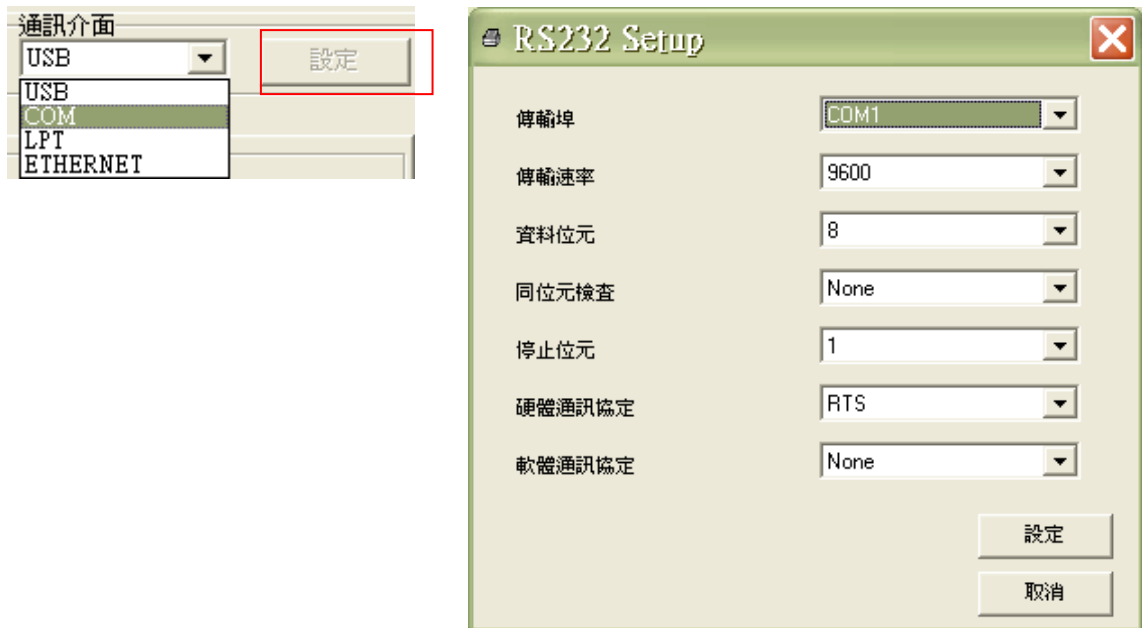 通訊介面
USB
設定
USB
COM
LPT
ETHERNET
RS232 Setup
傳輸埠 COM1
傳輸速率 9600
資料位元 8
同位元檢查 None
停止位元 1
硬體通訊協定 RTS
軟體通訊協定 None
設定
取消